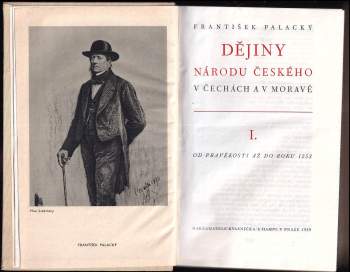 FRANTIŠEK PALACKÝ
FRANTIŠEK PALACKÝ
DĚJINY
NÁRODU ČESKÉHO
V ČECHÁCH A V MORAVĚ
I.
OD PRAVĚKOSTI AŽ DO ROKU 1253